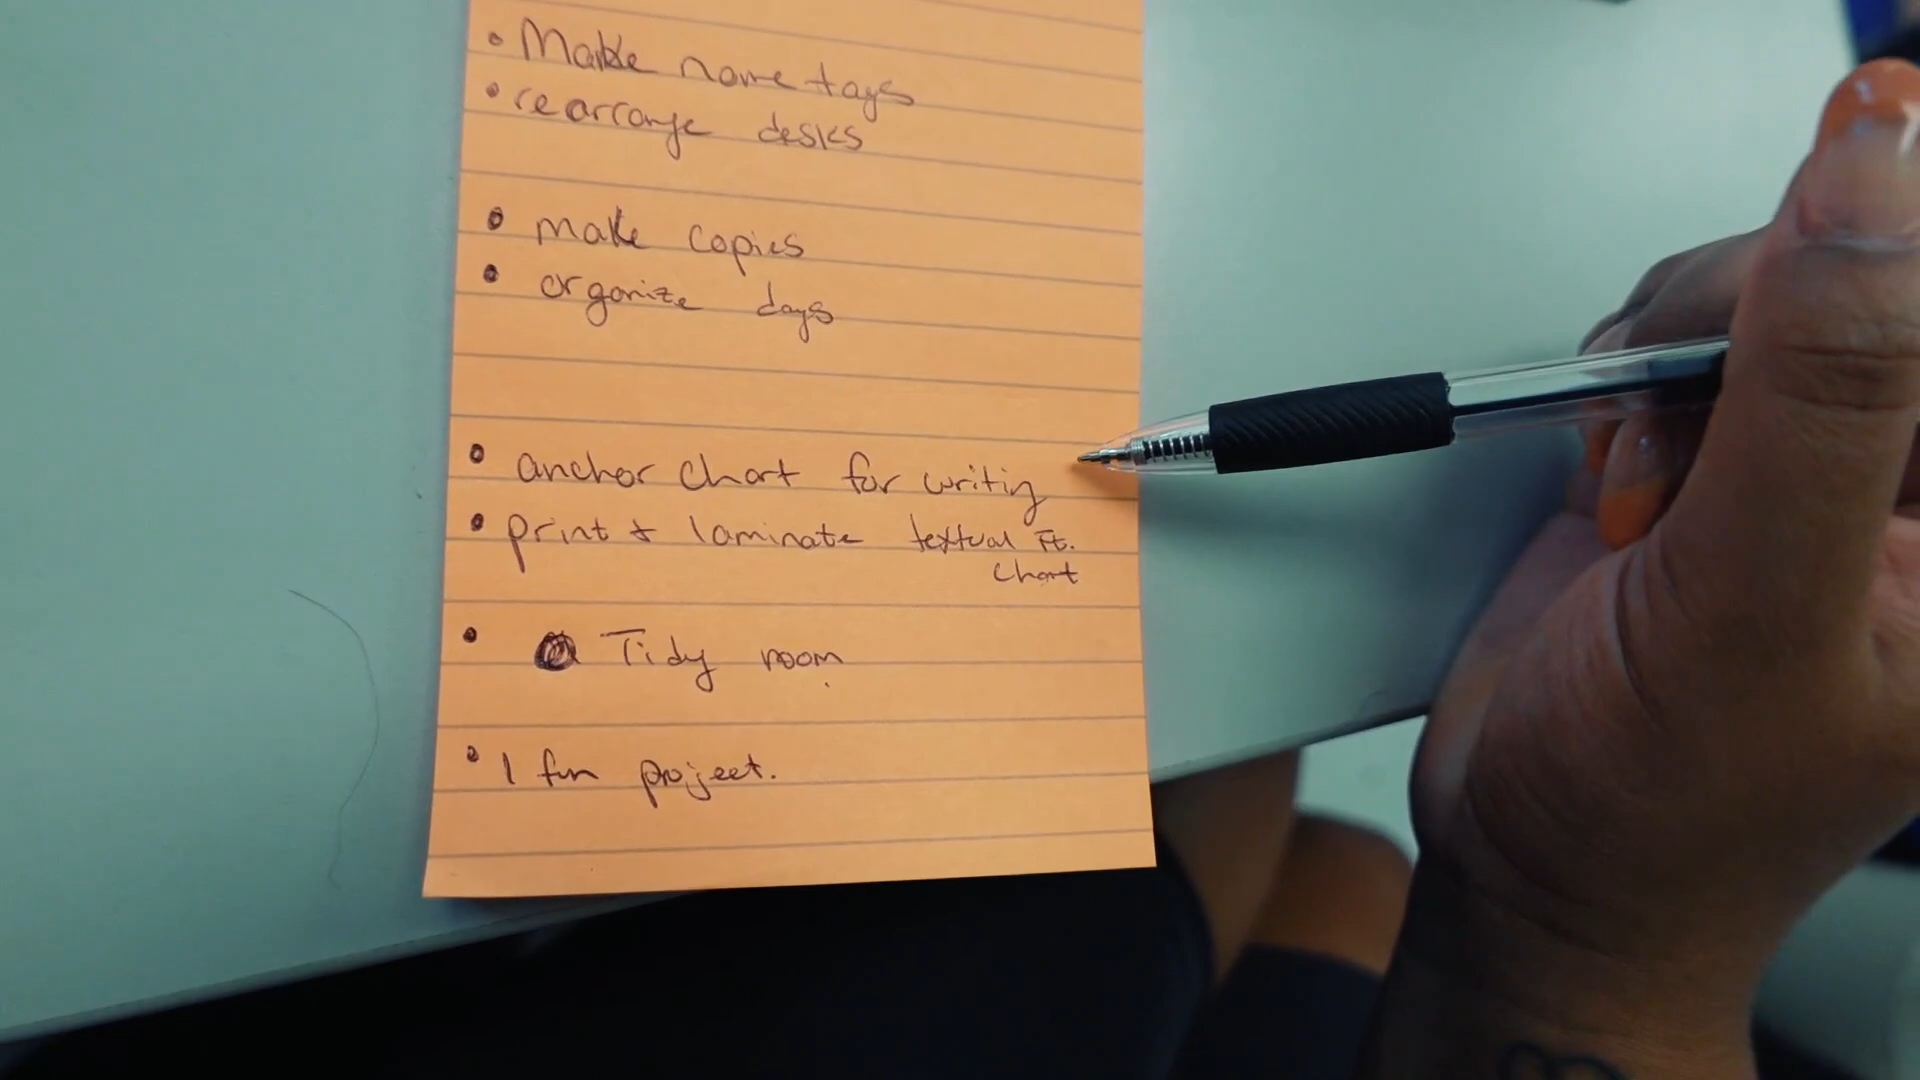 • Make name tags
• rearrange desks
• make copies
• organize days
• anchor chart for writing
• print & laminate textual Ft.
chart
• Tidy room
• 1 fun project.